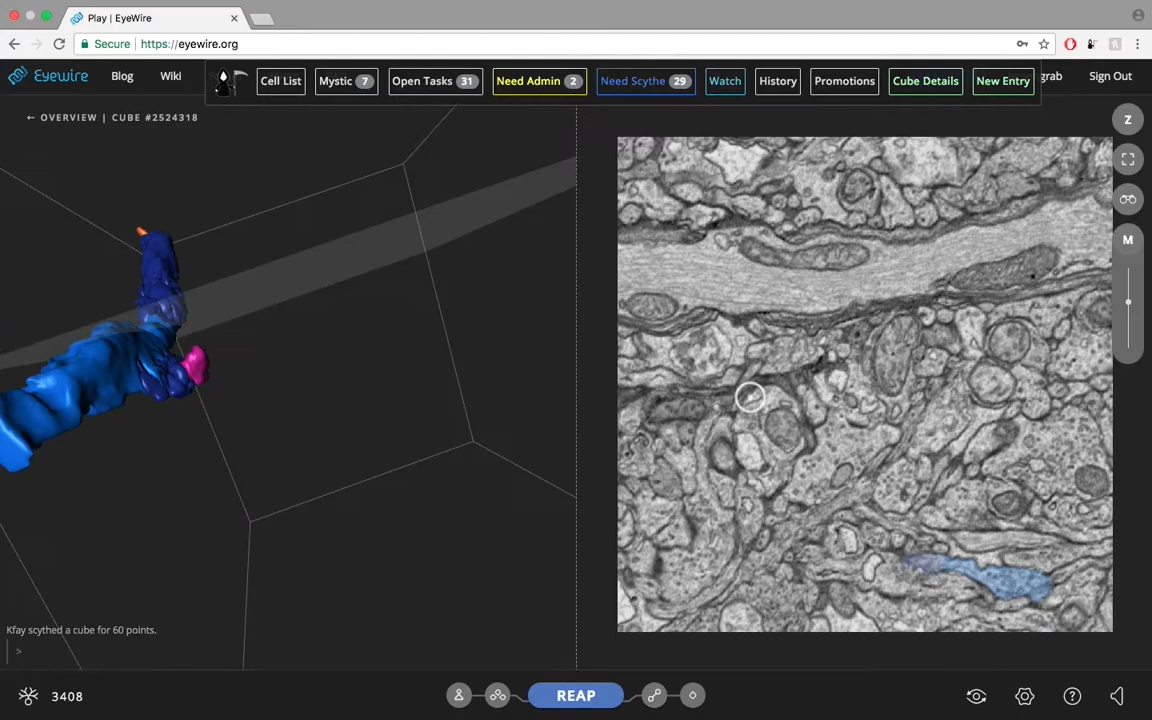 Play | EyeWire
Secure | https://eyewire.org
Eyewire Blog Wiki Cell List Mystic 7 Open Tasks 31 Need Admin 2 Need Scythe 29 Watch History Promotions Cube Details New Entry grab Sign Out
← OVERVIEW | CUBE #2524318
Z
M
Kfay scythed a cube for 60 points.
>
3408 REAP